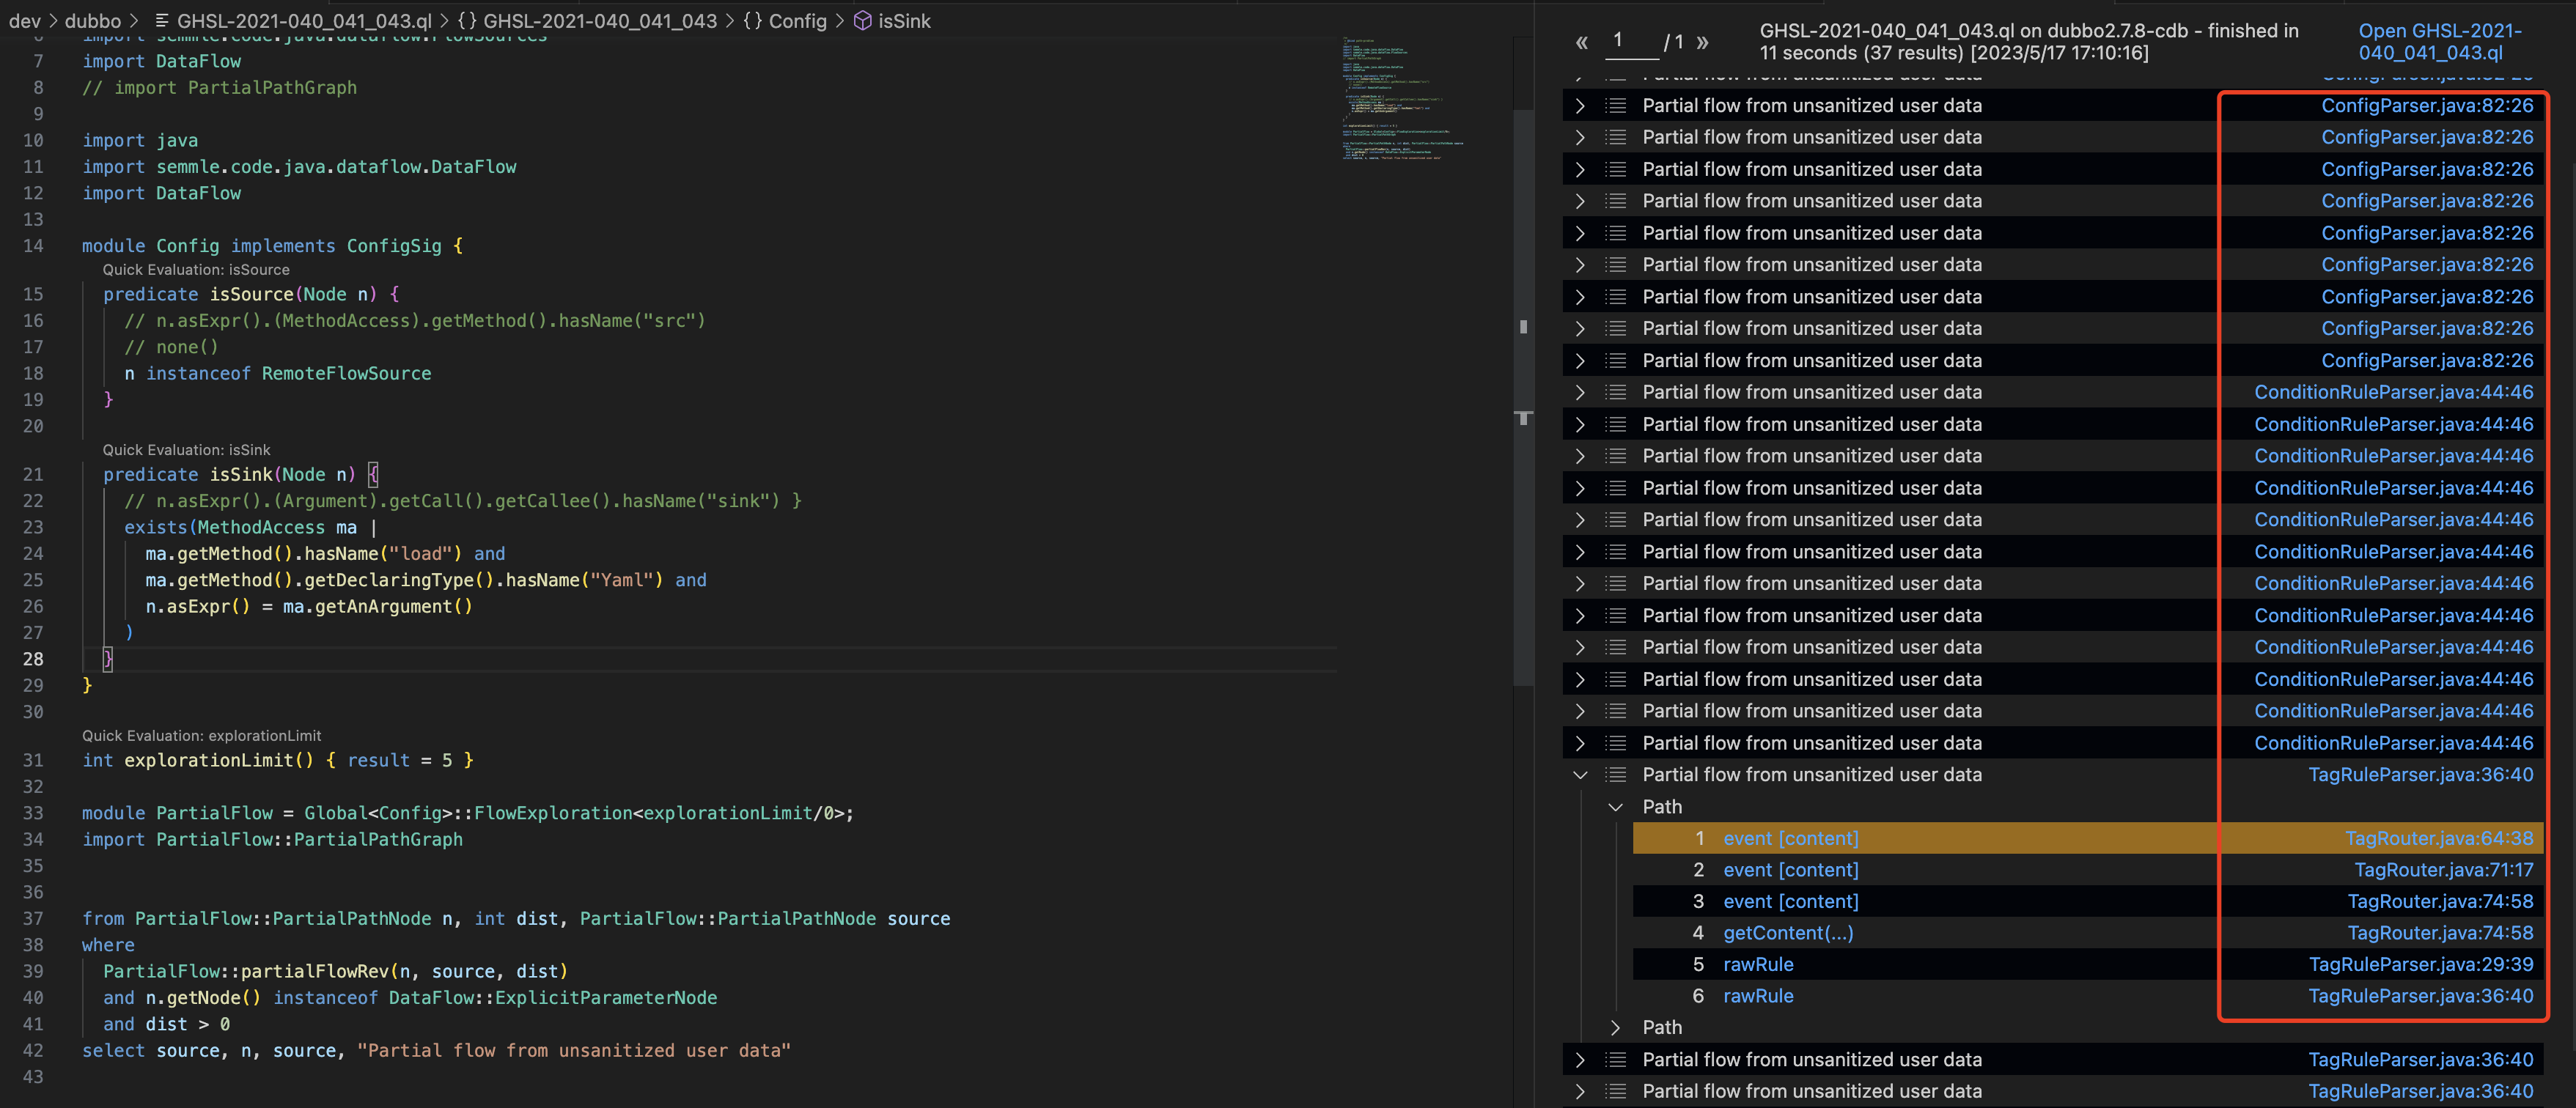 dev > dubbo > GHSL-2021-040_041_043.ql > {} GHSL-2021-040_041_043 > {} Config > isSink
6 import semmle.code.java.dataflow.FlowSources
7 import DataFlow
8 // import PartialPathGraph
9
10 import java
11 import semmle.code.java.dataflow.DataFlow
12 import DataFlow
13
14 module Config implements ConfigSig {
Quick Evaluation: isSource
15 predicate isSource(Node n) {
16 // n.asExpr().(MethodAccess).getMethod().hasName("src")
17 // none()
18 n instanceof RemoteFlowSource
19 }
20
Quick Evaluation: isSink
21 predicate isSink(Node n) {
22 // n.asExpr().(Argument).getCall().getCallee().hasName("sink") }
23 exists(MethodAccess ma |
24 ma.getMethod().hasName("load") and
25 ma.getMethod().getDeclaringType().hasName("Yaml") and
26 n.asExpr() = ma.getAnArgument()
27 )
28 }
29 }
30
Quick Evaluation: explorationLimit
31 int explorationLimit() { result = 5 }
32
33 module PartialFlow = Global<Config>::FlowExploration<explorationLimit/0>;
34 import PartialFlow::PartialPathGraph
35
36
37 from PartialFlow::PartialPathNode n, int dist, PartialFlow::PartialPathNode source
38 where
39 PartialFlow::partialFlowRev(n, source, dist)
40 and n.getNode() instanceof DataFlow::ExplicitParameterNode
41 and dist > 0
42 select source, n, source, "Partial flow from unsanitized user data"
43
« 1 / 1 » GHSL-2021-040_041_043.ql on dubbo2.7.8-cdb - finished in
11 seconds (37 results) [2023/5/17 17:10:16]
Open GHSL-2021-
040_041_043.ql
Partial flow from unsanitized user data ConfigParser.java:82:26
Partial flow from unsanitized user data ConfigParser.java:82:26
Partial flow from unsanitized user data ConfigParser.java:82:26
Partial flow from unsanitized user data ConfigParser.java:82:26
Partial flow from unsanitized user data ConfigParser.java:82:26
Partial flow from unsanitized user data ConfigParser.java:82:26
Partial flow from unsanitized user data ConfigParser.java:82:26
Partial flow from unsanitized user data ConfigParser.java:82:26
Partial flow from unsanitized user data ConfigParser.java:82:26
Partial flow from unsanitized user data ConfigParser.java:82:26
Partial flow from unsanitized user data ConditionRuleParser.java:44:46
Partial flow from unsanitized user data ConditionRuleParser.java:44:46
Partial flow from unsanitized user data ConditionRuleParser.java:44:46
Partial flow from unsanitized user data ConditionRuleParser.java:44:46
Partial flow from unsanitized user data ConditionRuleParser.java:44:46
Partial flow from unsanitized user data ConditionRuleParser.java:44:46
Partial flow from unsanitized user data ConditionRuleParser.java:44:46
Partial flow from unsanitized user data ConditionRuleParser.java:44:46
Partial flow from unsanitized user data ConditionRuleParser.java:44:46
Partial flow from unsanitized user data ConditionRuleParser.java:44:46
Partial flow from unsanitized user data ConditionRuleParser.java:44:46
Partial flow from unsanitized user data ConditionRuleParser.java:44:46
Partial flow from unsanitized user data TagRuleParser.java:36:40
Path
1 event [content] TagRouter.java:64:38
2 event [content] TagRouter.java:71:17
3 event [content] TagRouter.java:74:58
4 getContent(...) TagRouter.java:74:58
5 rawRule TagRuleParser.java:29:39
6 rawRule TagRuleParser.java:36:40
Path
Partial flow from unsanitized user data TagRuleParser.java:36:40
Partial flow from unsanitized user data TagRuleParser.java:36:40